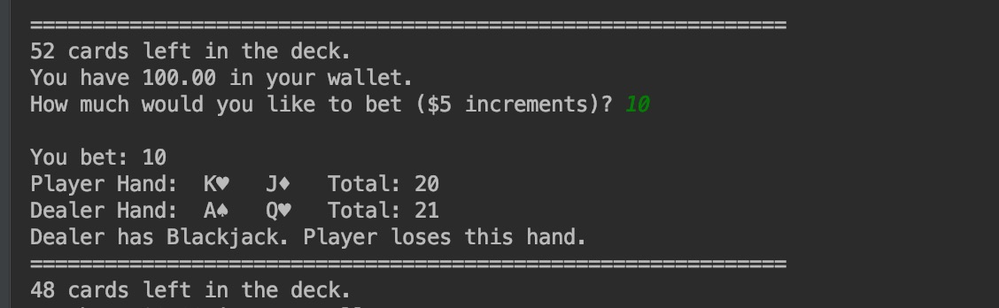 =============================================================
52 cards left in the deck.
You have 100.00 in your wallet.
How much would you like to bet ($5 increments)? 10
You bet: 10
Player Hand:  K♥   J♦   Total: 20
Dealer Hand:  A♠   Q♥   Total: 21
Dealer has Blackjack. Player loses this hand.
=============================================================
48 cards left in the deck.